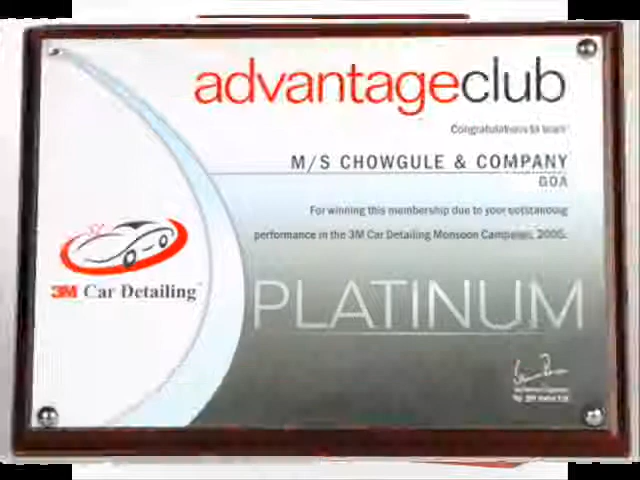 advantageclub
Congratulations to team
M/S CHOWGULE & COMPANY
GOA
For winning this membership due to your outstanding
performance in the 3M Car Detailing Monsoon Campaign,
3M Car Detailing
PLATINUM